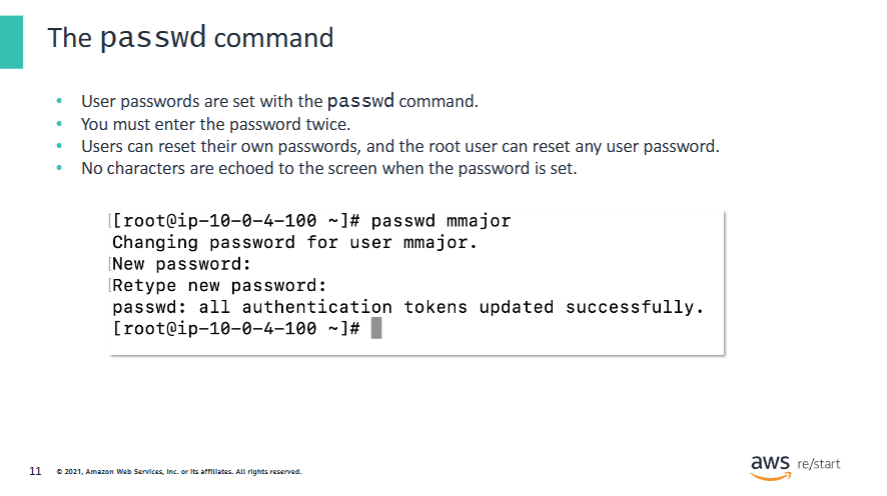 The passwd command
• User passwords are set with the passwd command.
• You must enter the password twice.
• Users can reset their own passwords, and the root user can reset any user password.
• No characters are echoed to the screen when the password is set.
[[root@ip-10-0-4-100 ~]# passwd mmajor
Changing password for user mmajor.
[New password:
[Retype new password:
passwd: all authentication tokens updated successfully.
[root@ip-10-0-4-100 ~]#
11 © 2021, Amazon Web Services, Inc. or its affiliates. All rights reserved.
aws re/start